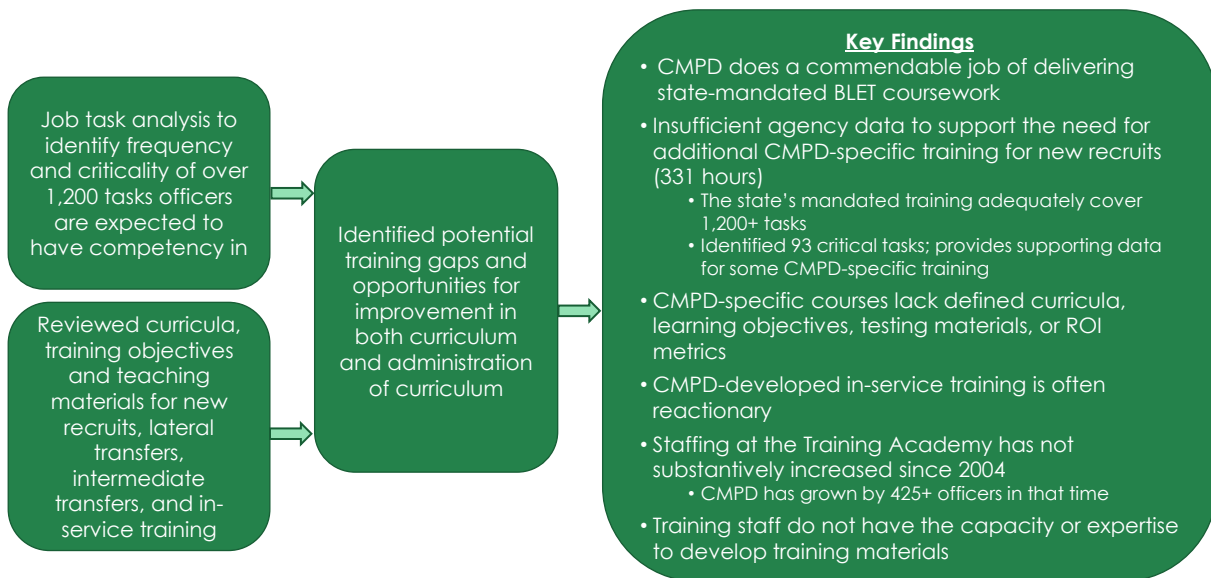 Job task analysis to
identify frequency
and criticality of over
1,200 tasks officers
are expected to
have competency in
Reviewed curricula,
training objectives
and teaching
materials for new
recruits, lateral
transfers,
intermediate
transfers, and in-
service training
Identified potential
training gaps and
opportunities for
improvement in
both curriculum
and administration
of curriculum
Key Findings
• CMPD does a commendable job of delivering
state-mandated BLET coursework
• Insufficient agency data to support the need for
additional CMPD-specific training for new recruits
(331 hours)
• The state's mandated training adequately cover
1,200+ tasks
• Identified 93 critical tasks; provides supporting data
for some CMPD-specific training
• CMPD-specific courses lack defined curricula,
learning objectives, testing materials, or ROI
metrics
• CMPD-developed in-service training is often
reactionary
• Staffing at the Training Academy has not
substantively increased since 2004
• CMPD has grown by 425+ officers in that time
• Training staff do not have the capacity or expertise
to develop training materials